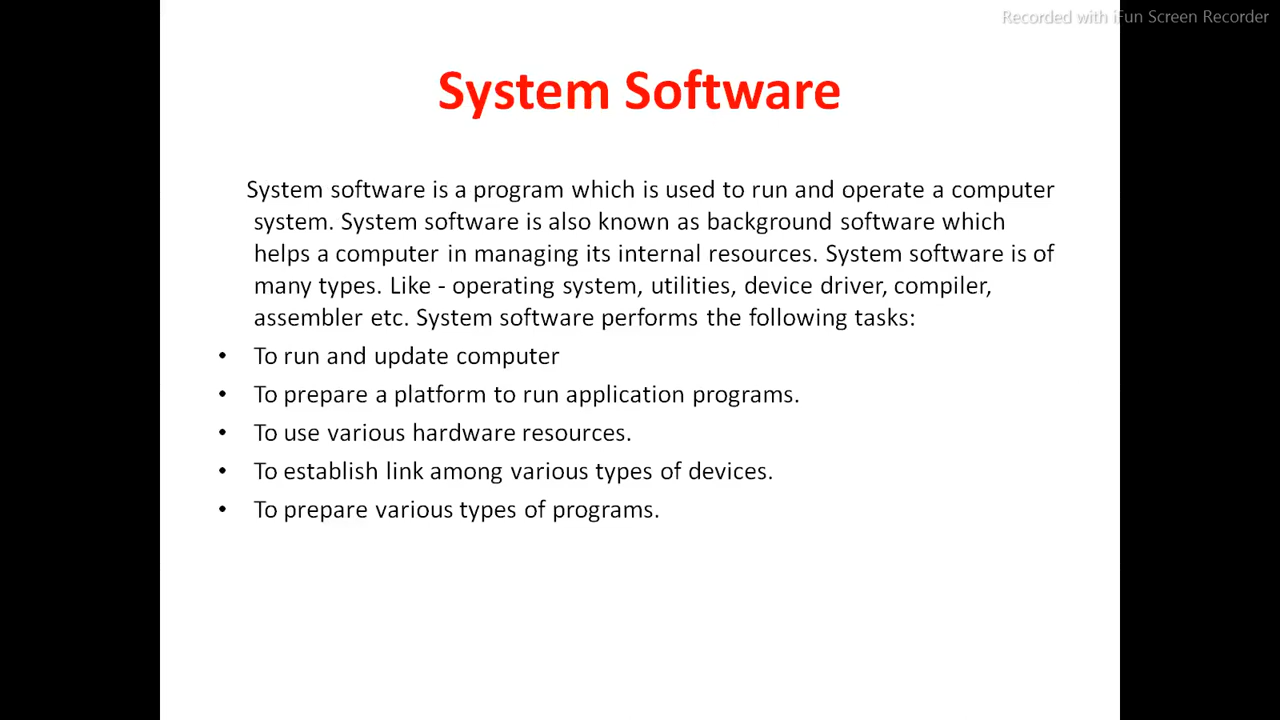 Recorded with iFun Screen Recorder
System Software
System software is a program which is used to run and operate a computer
system. System software is also known as background software which
helps a computer in managing its internal resources. System software is of
many types. Like - operating system, utilities, device driver, compiler,
assembler etc. System software performs the following tasks:
• To run and update computer
• To prepare a platform to run application programs.
• To use various hardware resources.
• To establish link among various types of devices.
• To prepare various types of programs.